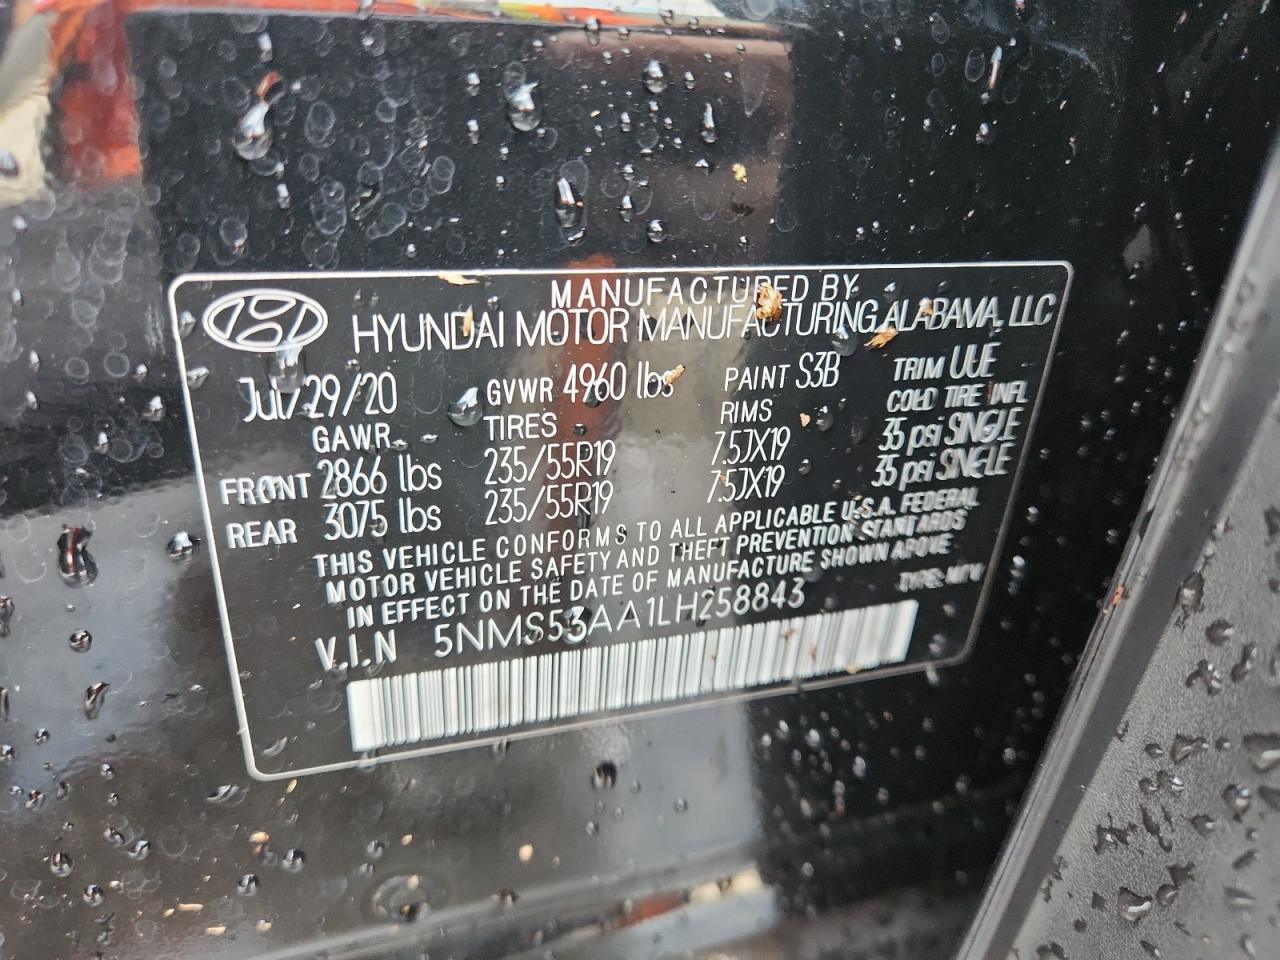 MANUFACTURED BY
HYUNDAI MOTOR MANUFACTURING ALABAMA, LLC
JUL/29/20 GVWR 4960 lbs PAINT S3B TRIM UUE
GAWR TIRES RIMS COLD TIRE INFL
FRONT 2866 lbs 235/55R19 7.5JX19 35 psi SINGLE
REAR 3075 lbs 235/55R19 7.5JX19 35 psi SINGLE
THIS VEHICLE CONFORMS TO ALL APPLICABLE U.S.A. FEDERAL
MOTOR VEHICLE SAFETY AND THEFT PREVENTION STANDARDS
IN EFFECT ON THE DATE OF MANUFACTURE SHOWN ABOVE
V.I.N 5NMS53AA1LH258843 TYPE: MPV